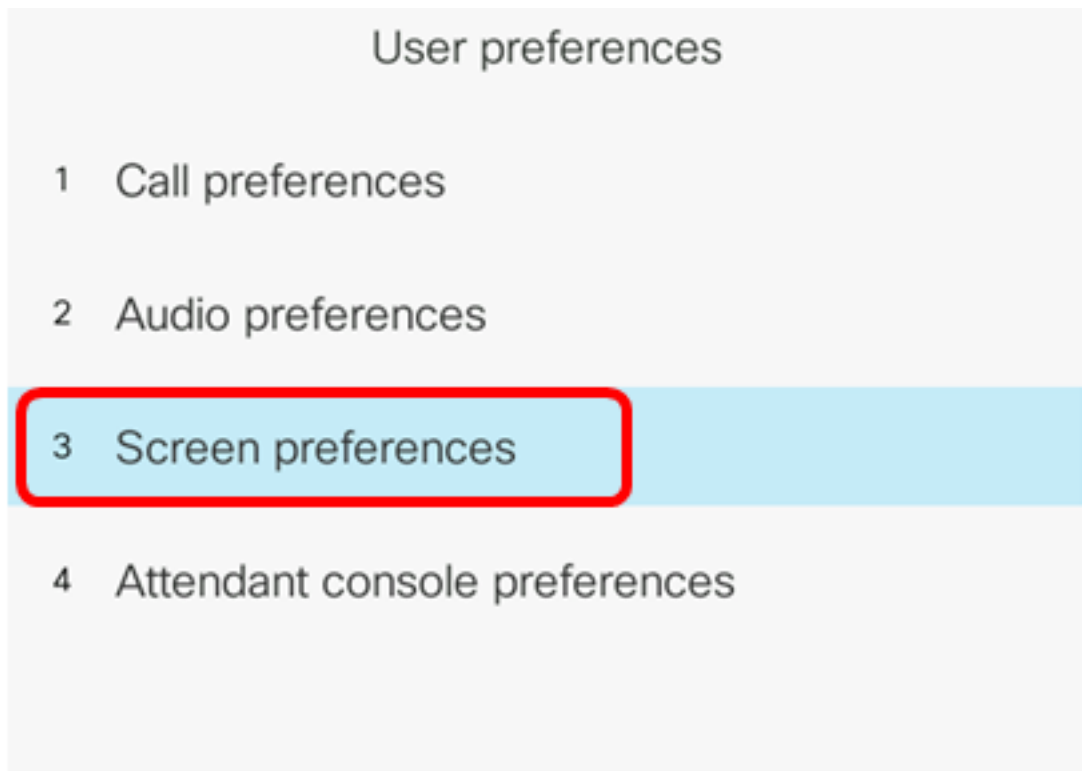 User preferences
1 Call preferences
2 Audio preferences
3 Screen preferences
4 Attendant console preferences